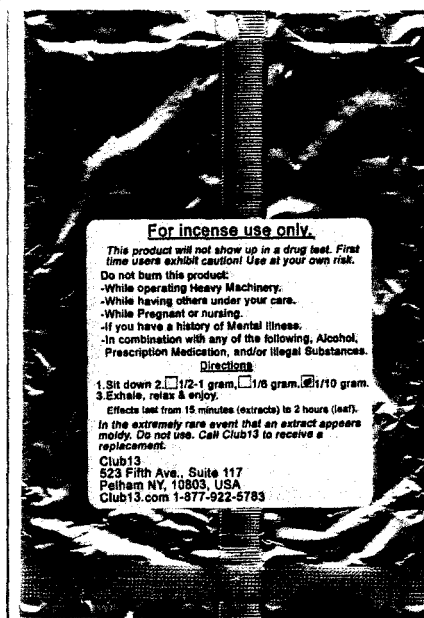 For incense use only.
This product will not show up in a drug test. First
time users exhibit caution! Use at your own risk.
Do not burn this product:
-While operating Heavy Machinery.
-While having others under your care.
-While Pregnant or nursing.
-If you have a history of Mental Illness.
-In combination with any of the following, Alcohol,
Prescription Medication, and/or Illegal Substances.
Directions
1.Sit down 2.☐1/2-1 gram,☐1/6 gram.☑1/10 gram.
3.Exhale, relax & enjoy.
Effects last from 15 minutes (extracts) to 2 hours (leaf).
In the extremely rare event that an extract appears
moldy. Do not use. Call Club13 to receive a
replacement.
Club13
523 Fifth Ave., Suite 117
Pelham NY, 10803, USA
Club13.com 1-877-922-5783